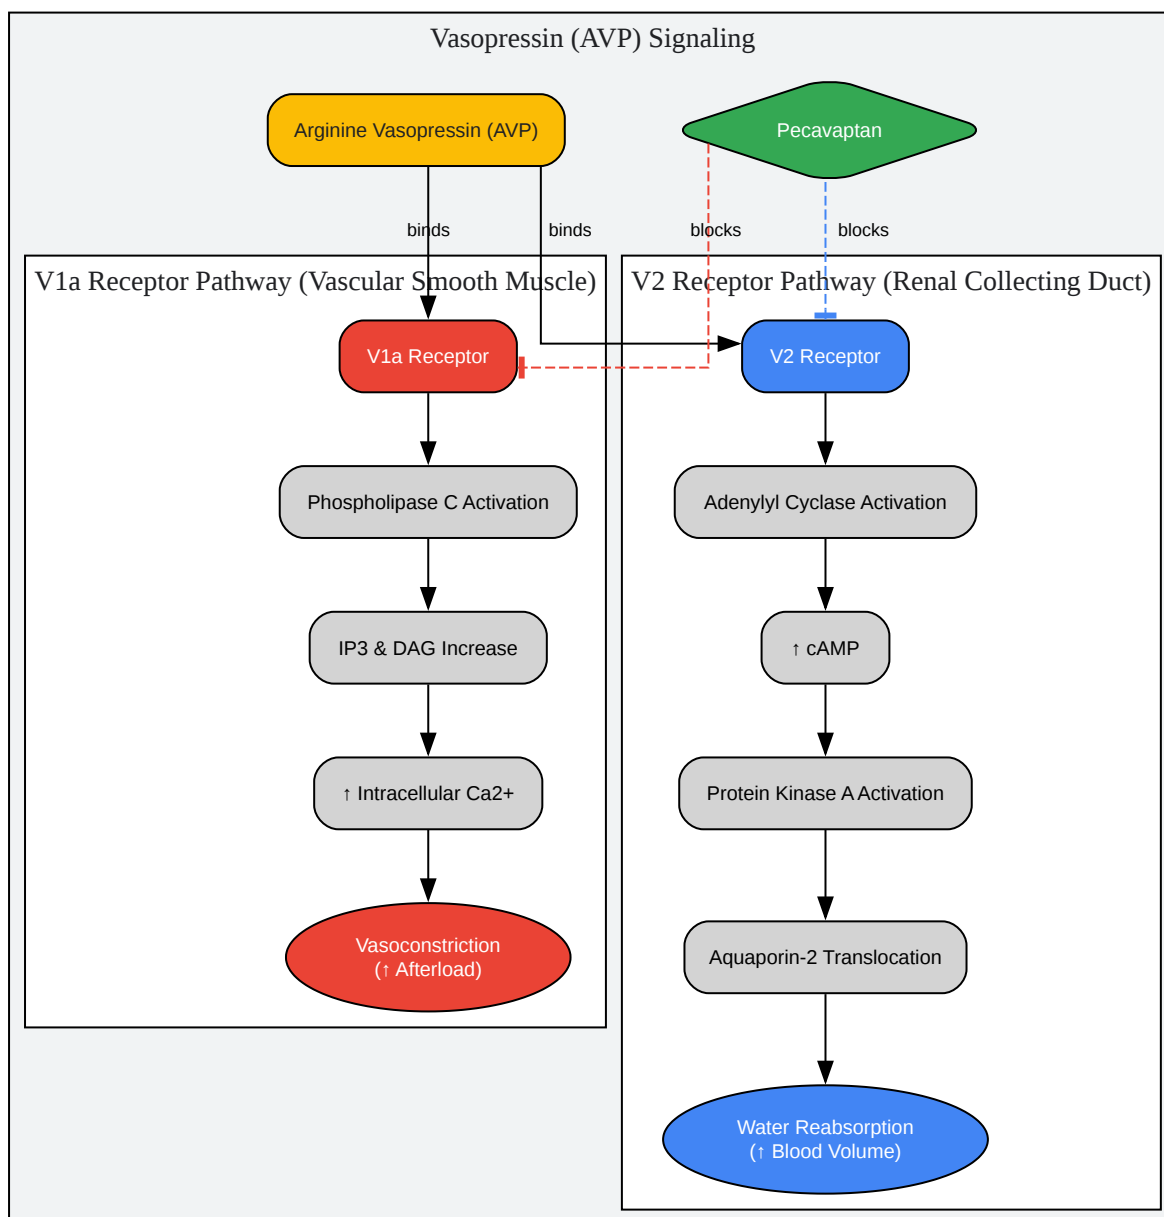 Vasopressin (AVP) Signaling
Arginine Vasopressin (AVP)
Pecavaptan
binds
binds
blocks
blocks
V1a Receptor Pathway (Vascular Smooth Muscle)
V2 Receptor Pathway (Renal Collecting Duct)
V1a Receptor
V2 Receptor
Phospholipase C Activation
Adenylyl Cyclase Activation
IP3 & DAG Increase
↑ cAMP
↑ Intracellular Ca2+
Protein Kinase A Activation
Vasoconstriction
(↑ Afterload)
Aquaporin-2 Translocation
Water Reabsorption
(↑ Blood Volume)